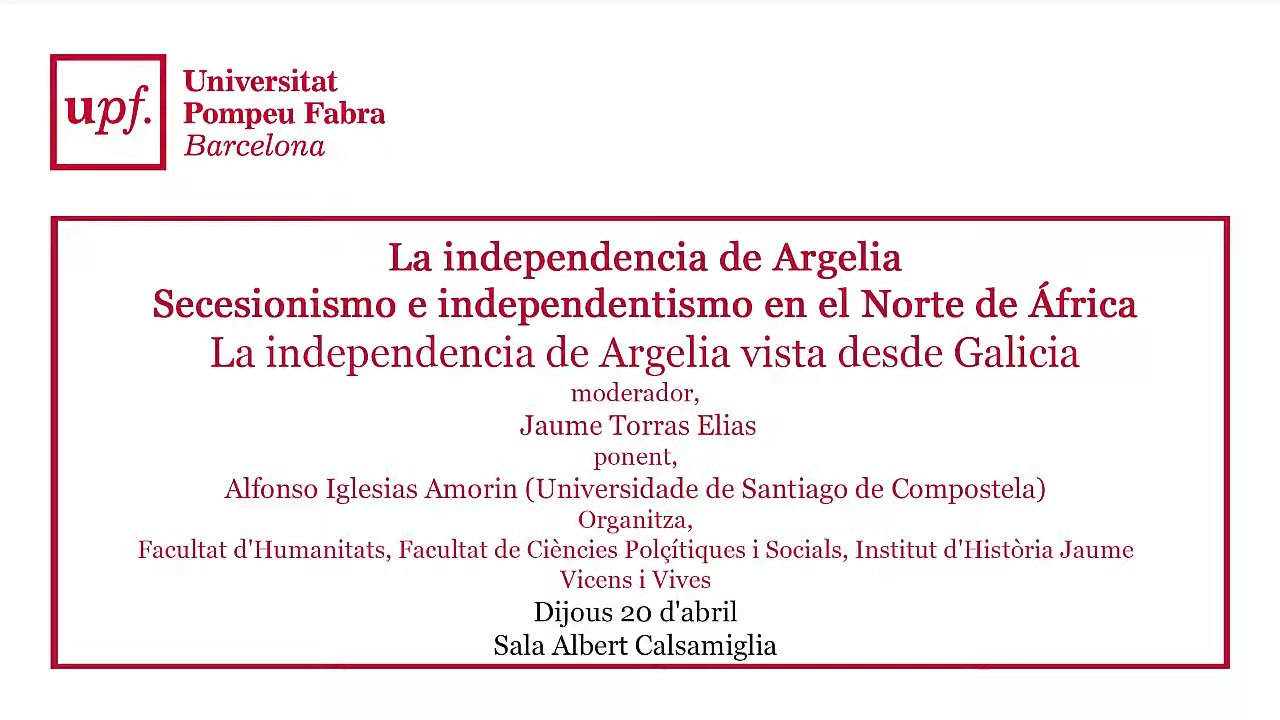 upf.
Universitat
Pompeu Fabra
Barcelona
La independencia de Argelia
Secesionismo e independentismo en el Norte de África
La independencia de Argelia vista desde Galicia
moderador,
Jaume Torras Elias
ponent,
Alfonso Iglesias Amorin (Universidade de Santiago de Compostela)
Organitza,
Facultat d'Humanitats, Facultat de Ciències Polçítiques i Socials, Institut d'Història Jaume
Vicens i Vives
Dijous 20 d'abril
Sala Albert Calsamiglia